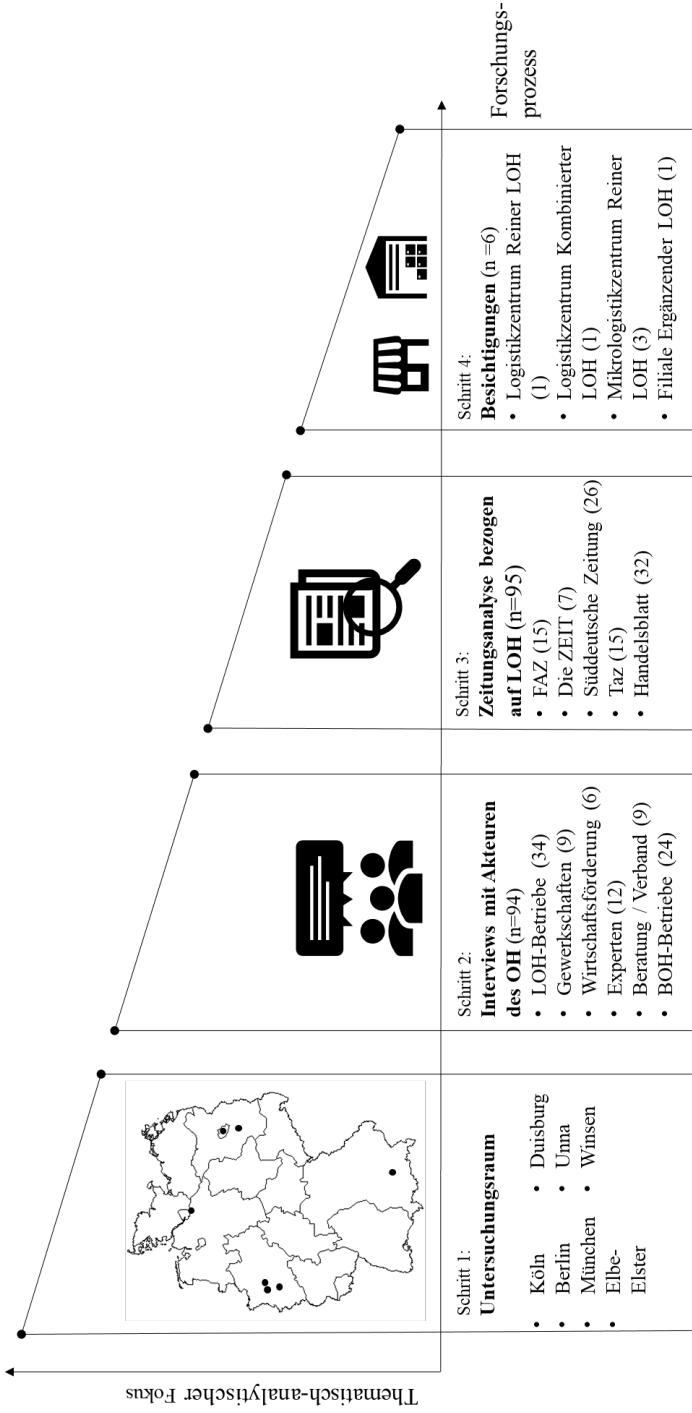 Thematisch-analytischer Fokus
Schritt 1:
Untersuchungsraum
• Köln
• Berlin
• München
• Elbe-
Elster
• Duisburg
• Unna
• Winsen
Schritt 2:
Interviews mit Akteuren
des OH (n=94)
• LOH-Betriebe (34)
• Gewerkschaften (9)
• Wirtschaftsförderung (6)
• Experten (12)
• Beratung / Verband (9)
• BOH-Betriebe (24)
Schritt 3:
Zeitungsanalyse bezogen
auf LOH (n=95)
• FAZ (15)
• Die ZEIT (7)
• Süddeutsche Zeitung (26)
• Taz (15)
• Handelsblatt (32)
Schritt 4:
Besichtigungen (n =6)
• Logistikzentrum Reiner LOH
(1)
• Logistikzentrum Kombinierter
LOH (1)
• Mikrologistikzentrum Reiner
LOH (3)
• Filiale Ergänzender LOH (1)
Forschungs-
prozess